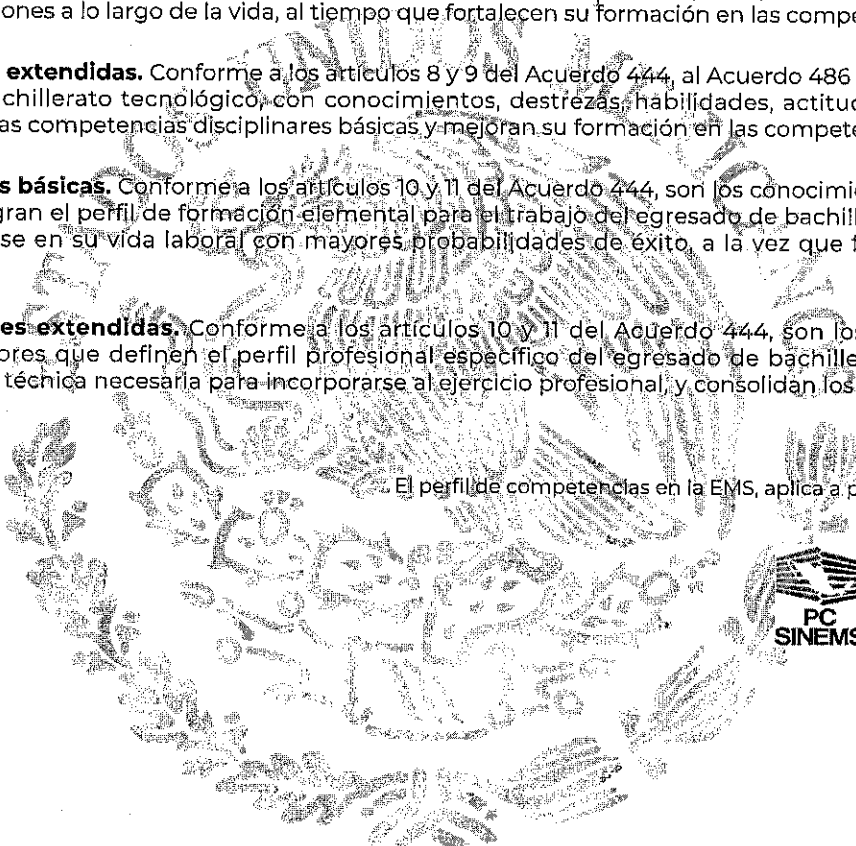 ones a lo largo de la vida, al tiempo que fortalecen su formación en las compe
UNIDOS MEXIC
extendidas. Conforme a los artículos 8 y 9 del Acuerdo 444, al Acuerdo 486
chillerato tecnológico, con conocimientos, destrezas, habilidades, actitud
as competencias disciplinares básicas y mejoran su formación en las compete
s básicas. Conforme a los artículos 10 y 11 del Acuerdo 444, son los conocimie
gran el perfil de formación elemental para el trabajo del egresado de bachill
se en su vida laboral con mayores probabilidades de éxito, a la vez que f
es extendidas. Conforme a los artículos 10 y 11 del Acuerdo 444, son los
ores que definen el perfil profesional específico del egresado de bachille
técnica necesaria para incorporarse al ejercicio profesional, y consolidan los
El perfil de competencias en la EMS, aplica a p
PC
SINEMS